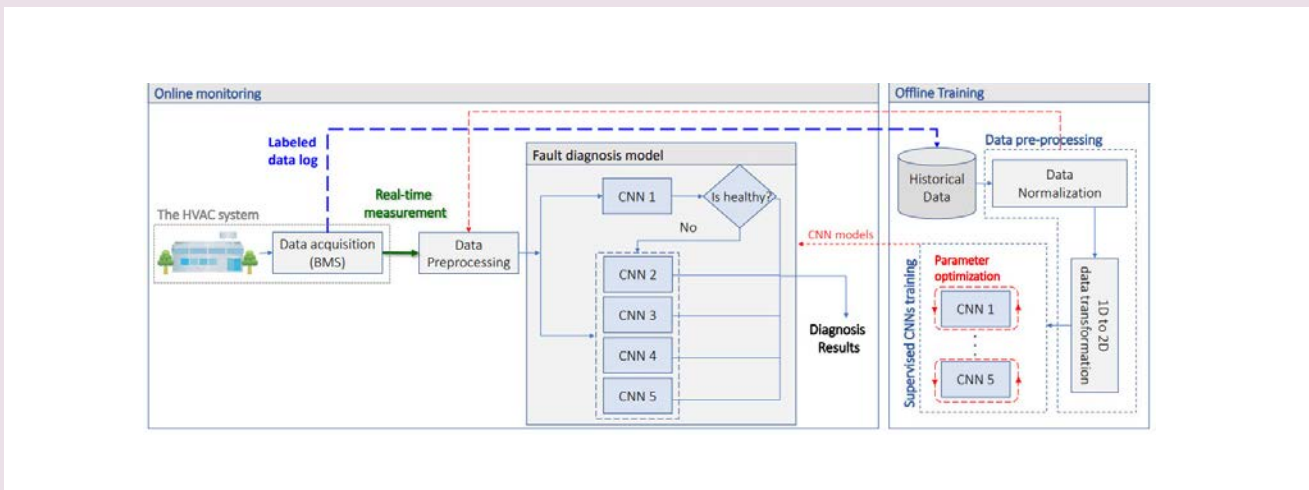 Online monitoring
Offline Training
Labeled
data log
Data pre-processing
Fault diagnosis model
Historical
Data
Data
Normalization
CNN 1
Is healthy?
Real-time
measurement
The HVAC system
No
Data acquisition
(BMS)
Data
Preprocessing
CNN models
CNN 2
CNN 3
CNN 4
CNN 5
Diagnosis
Results
Supervised CNNs training
Parameter
optimization
CNN 1
CNN 5
1D to 2D
data transformation